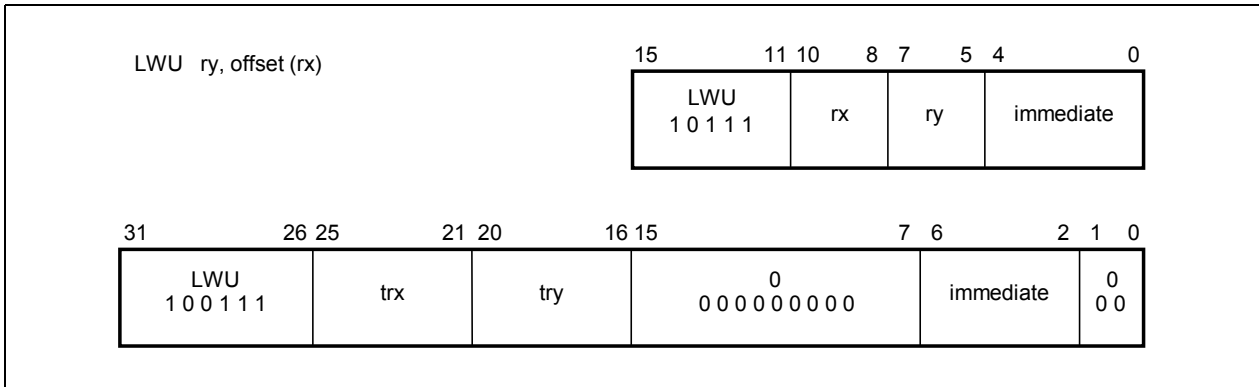 LWU ry, offset (rx)
15 11 10 8 7 5 4 0
LWU
1 0 1 1 1
rx
ry
immediate
31 26 25 21 20 16 15 7 6 2 1 0
LWU
1 0 0 1 1 1
trx
try
0
0 0 0 0 0 0 0 0 0
immediate
0
0 0